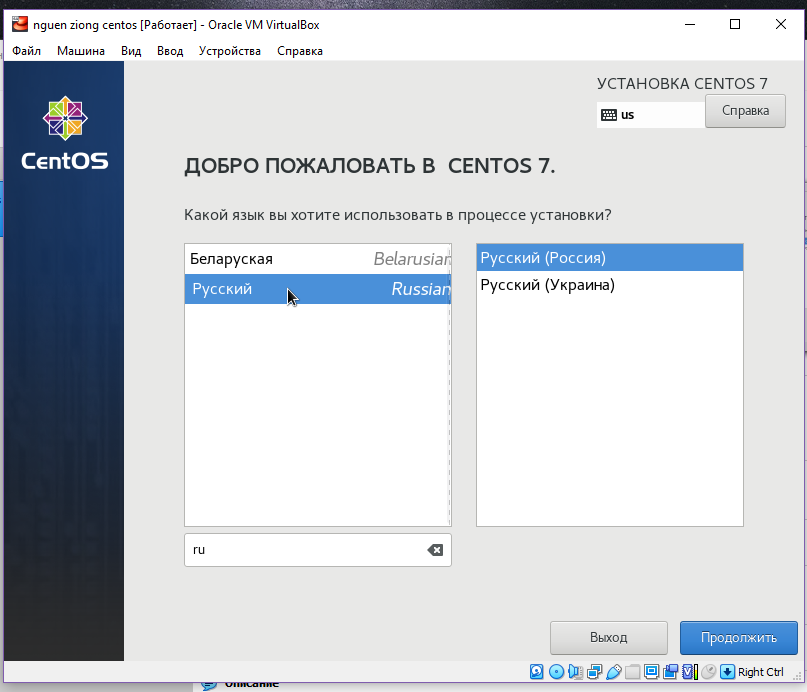 nguen ziong centos [Работает] - Oracle VM VirtualBox
Файл Машина Вид Ввод Устройства Справка
CentOS
УСТАНОВКА CENTOS 7
us
Справка
ДОБРО ПОЖАЛОВАТЬ В CENTOS 7.
Какой язык вы хотите использовать в процессе установки?
Беларуская Belarusian
Русский Russian
Русский (Россия)
Русский (Украина)
ru
Выход
Продолжить
Right Ctrl
Описание